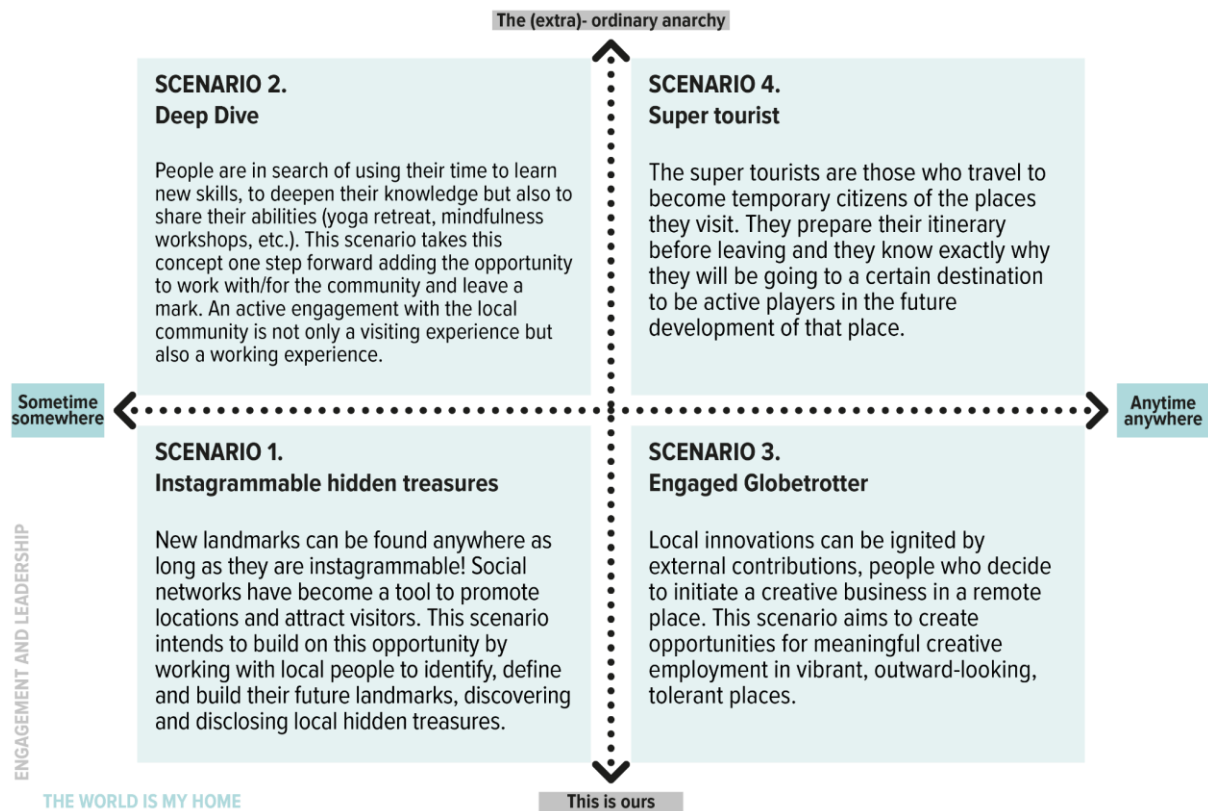 The (extra)- ordinary anarchy
SCENARIO 2.
Deep Dive
People are in search of using their time to learn
new skills, to deepen their knowledge but also to
share their abilities (yoga retreat, mindfulness
workshops, etc.). This scenario takes this
concept one step forward adding the opportunity
to work with/for the community and leave a
mark. An active engagement with the local
community is not only a visiting experience but
also a working experience.
SCENARIO 4.
Super tourist
The super tourists are those who travel to
become temporary citizens of the places
they visit. They prepare their itinerary
before leaving and they know exactly why
they will be going to a certain destination
to be active players in the future
development of that place.
Sometime
somewhere
Anytime
anywhere
SCENARIO 1.
Instagrammable hidden treasures
New landmarks can be found anywhere as
long as they are instagrammable! Social
networks have become a tool to promote
locations and attract visitors. This scenario
intends to build on this opportunity by
working with local people to identify, define
and build their future landmarks, discovering
and disclosing local hidden treasures.
SCENARIO 3.
Engaged Globetrotter
Local innovations can be ignited by
external contributions, people who decide
to initiate a creative business in a remote
place. This scenario aims to create
opportunities for meaningful creative
employment in vibrant, outward-looking,
tolerant places.
ENGAGEMENT AND LEADERSHIP
THE WORLD IS MY HOME
This is ours